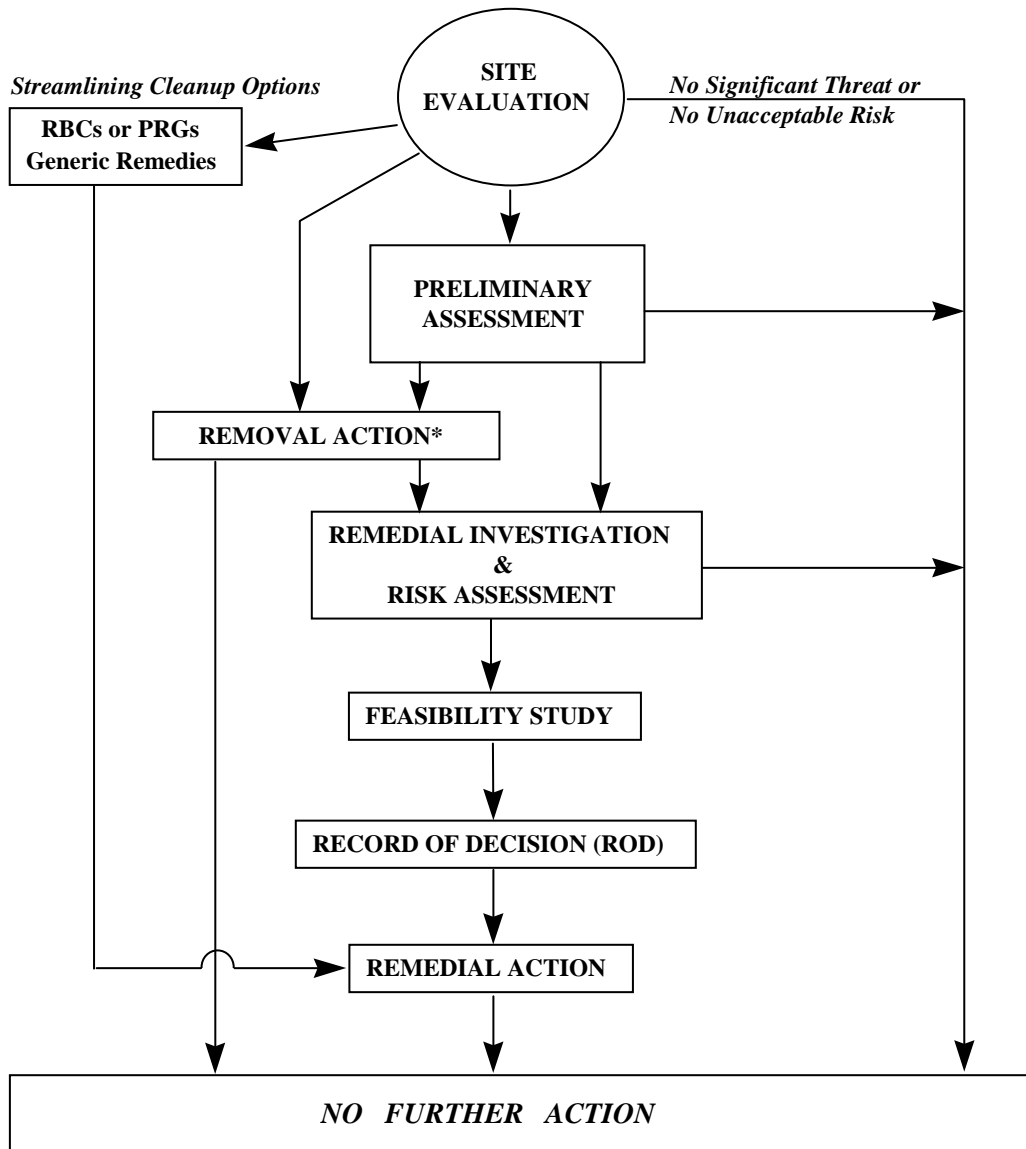 SITE
EVALUATION
Streamlining Cleanup Options
No Significant Threat or
No Unacceptable Risk
RBCs or PRGs
Generic Remedies
PRELIMINARY
ASSESSMENT
REMOVAL ACTION*
REMEDIAL INVESTIGATION
&
RISK ASSESSMENT
FEASIBILITY STUDY
RECORD OF DECISION (ROD)
REMEDIAL ACTION
NO FURTHER ACTION